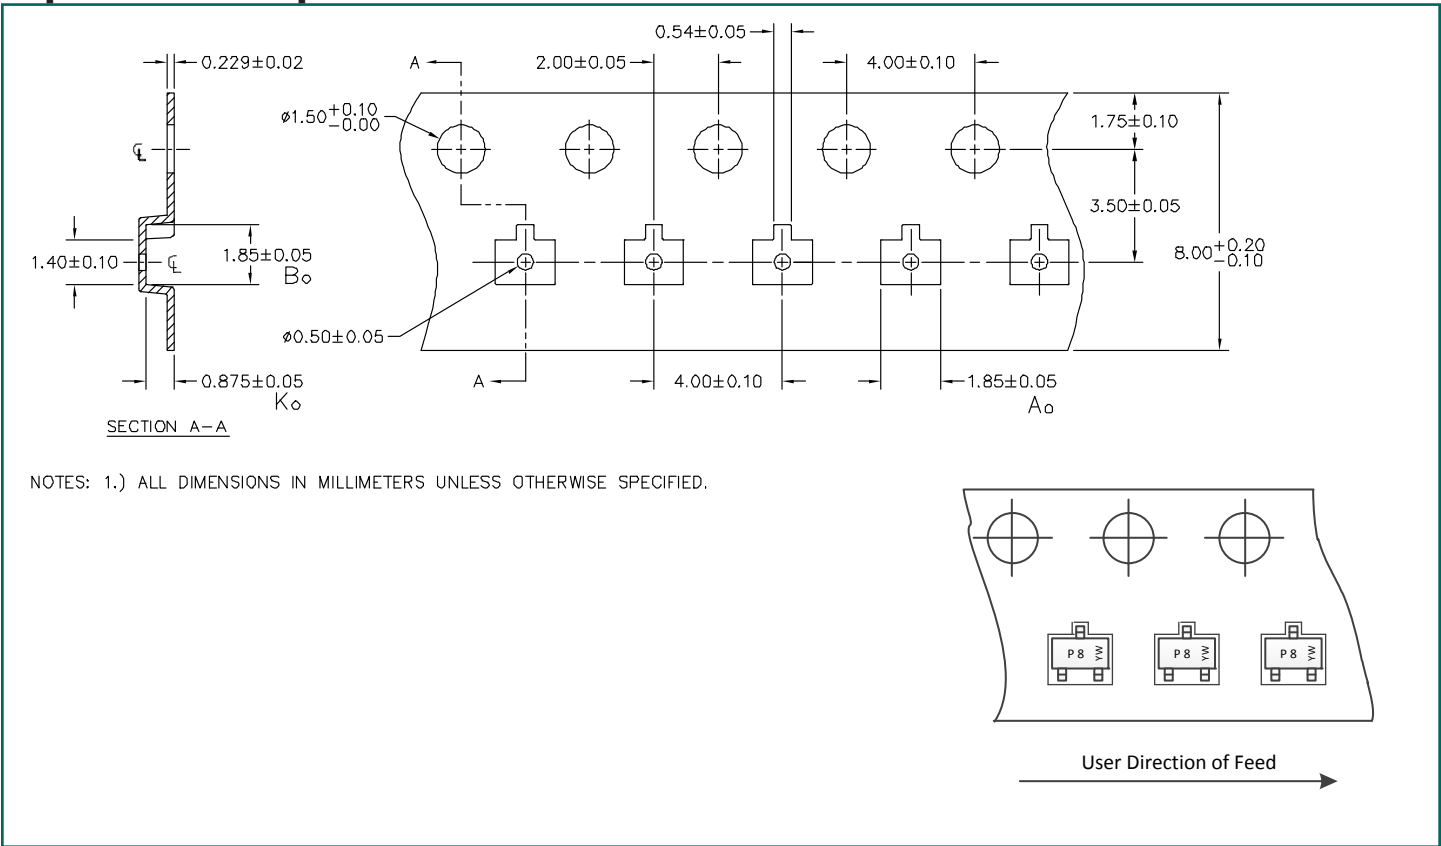 0.54±0.05
0.229±0.02
A
2.00±0.05
4.00±0.10
ø1.50 +0.10 -0.00
1.75±0.10
℄
3.50±0.05
1.40±0.10
℄
1.85±0.05
Bo
8.00 +0.20 -0.10
ø0.50±0.05
0.875±0.05
Ko
A
4.00±0.10
1.85±0.05
Ao
SECTION A-A
NOTES: 1.) ALL DIMENSIONS IN MILLIMETERS UNLESS OTHERWISE SPECIFIED.
P8 YW
P8 YW
P8 YW
User Direction of Feed